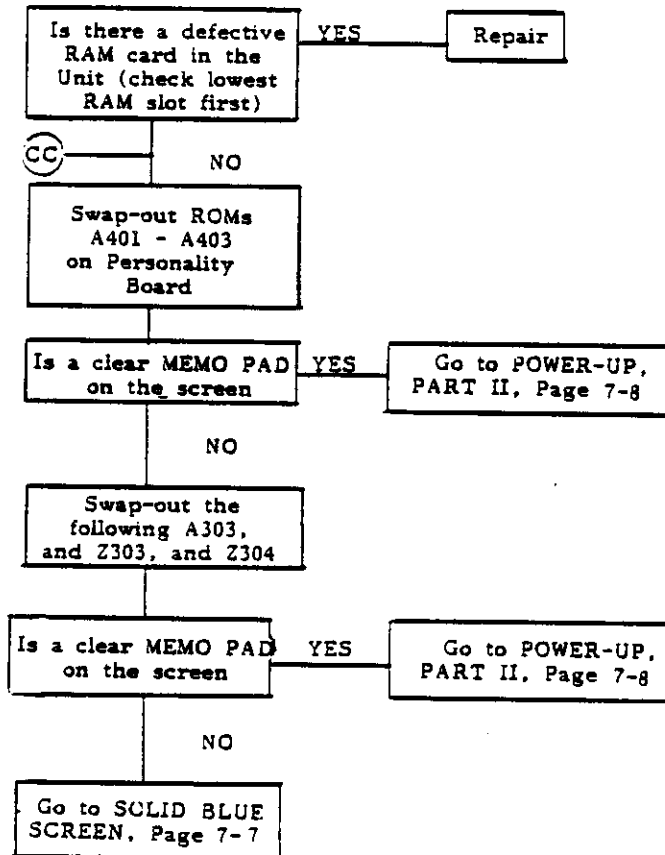 Is there a defective
RAM card in the
Unit (check lowest
RAM slot first)
YES
Repair
CC
NO
Swap-out ROMs
A401 - A403
on Personality
Board
Is a clear MEMO PAD
on the screen
YES
Go to POWER-UP,
PART II, Page 7-8
NO
Swap-out the
following A303,
and Z303, and Z304
Is a clear MEMO PAD
on the screen
YES
Go to POWER-UP,
PART II, Page 7-8
NO
Go to SOLID BLUE
SCREEN, Page 7-7